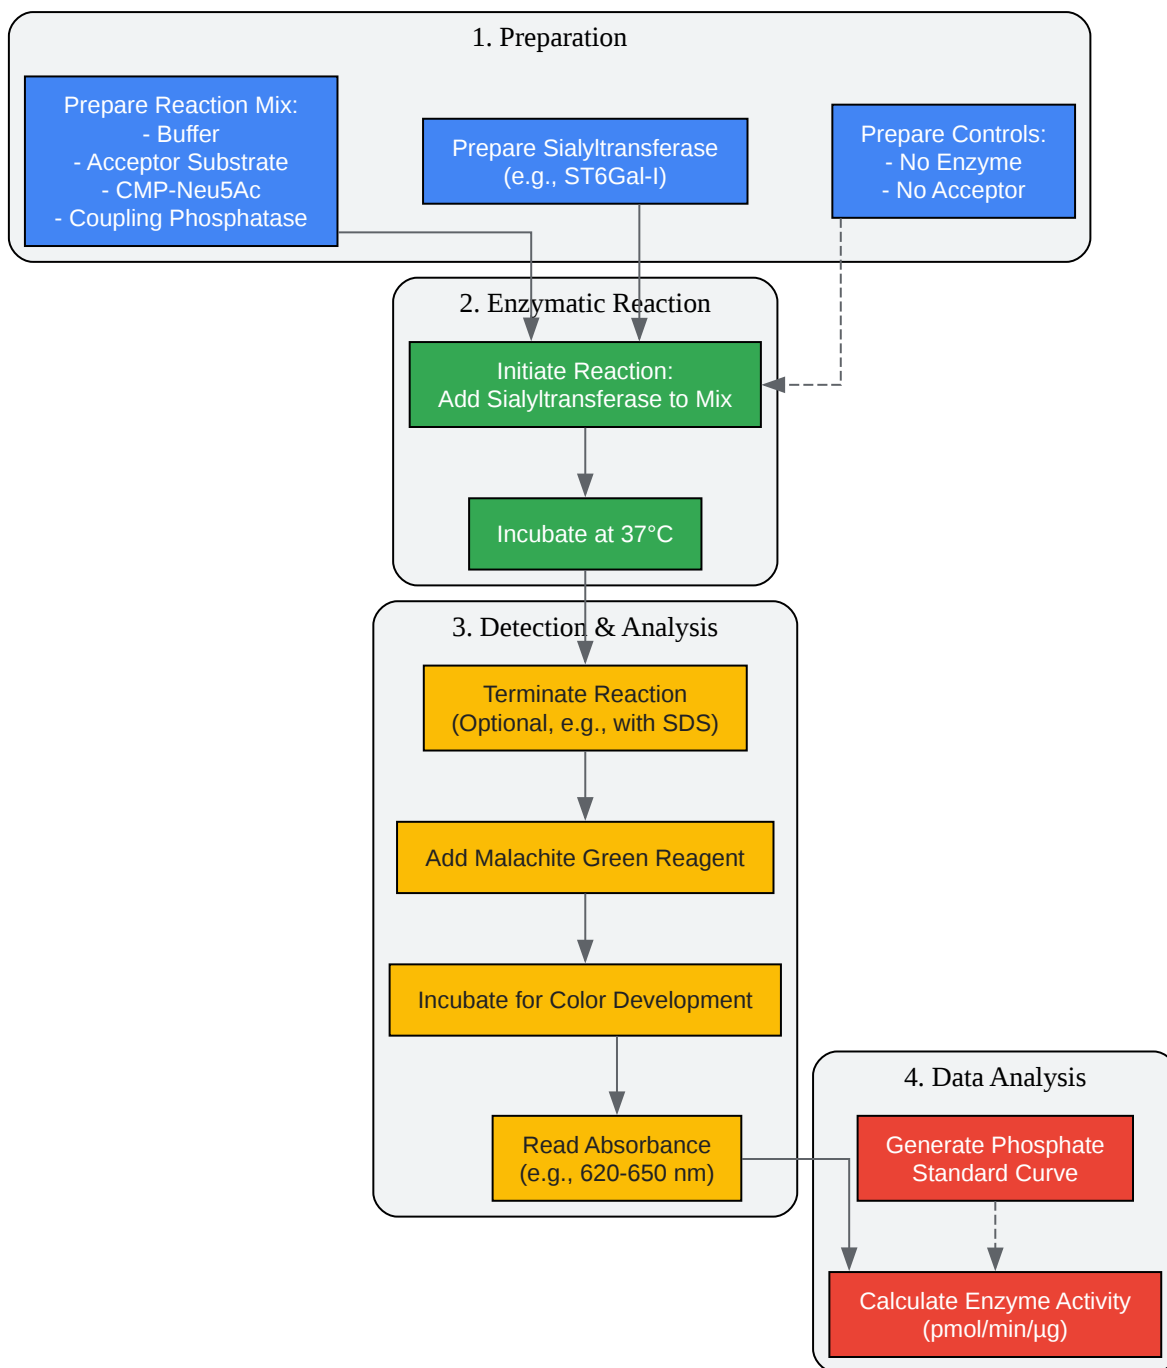 1. Preparation
Prepare Reaction Mix:
- Buffer
- Acceptor Substrate
- CMP-Neu5Ac
- Coupling Phosphatase
Prepare Sialyltransferase
(e.g., ST6Gal-I)
Prepare Controls:
- No Enzyme
- No Acceptor
2. Enzymatic Reaction
Initiate Reaction:
Add Sialyltransferase to Mix
Incubate at 37°C
3. Detection & Analysis
Terminate Reaction
(Optional, e.g., with SDS)
Add Malachite Green Reagent
Incubate for Color Development
Read Absorbance
(e.g., 620-650 nm)
4. Data Analysis
Generate Phosphate
Standard Curve
Calculate Enzyme Activity
(pmol/min/µg)